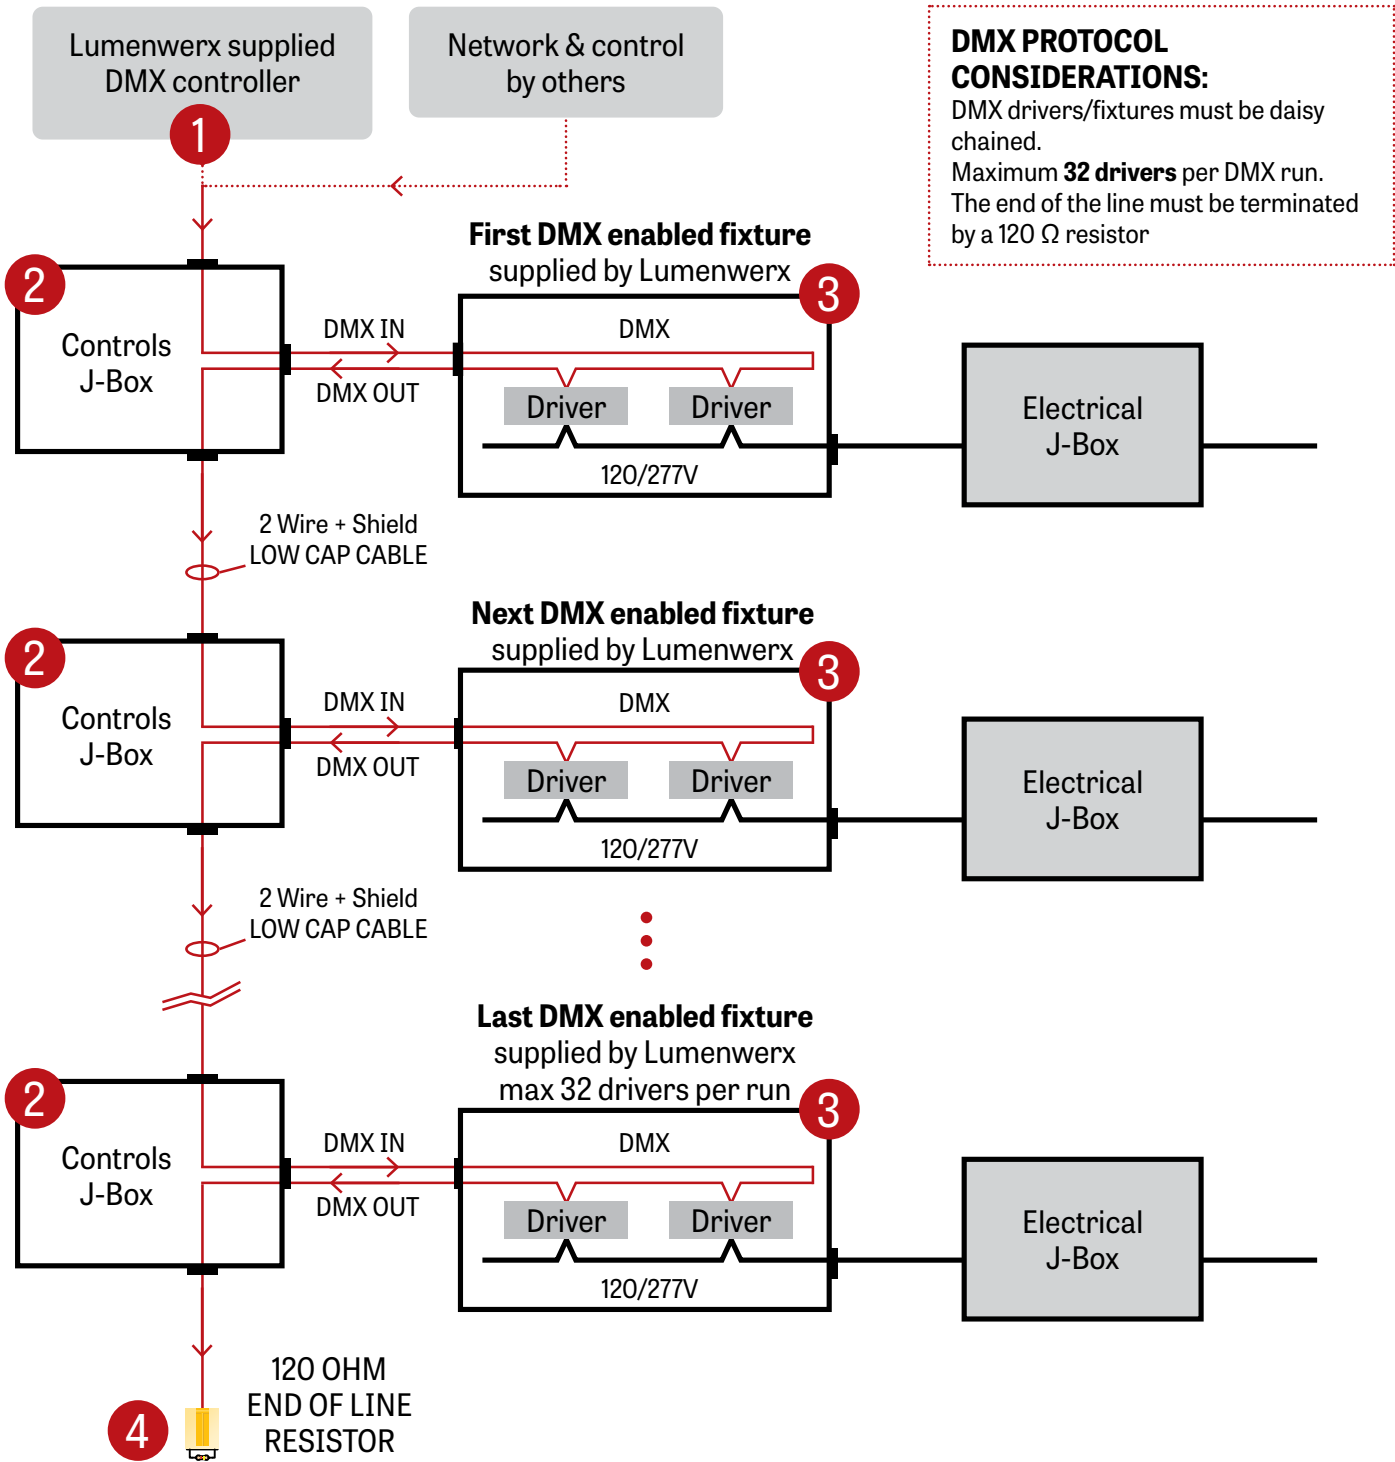 Lumenwerx supplied
DMX controller
1
Network & control
by others
DMX PROTOCOL
CONSIDERATIONS:
DMX drivers/fixtures must be daisy
chained.
Maximum 32 drivers per DMX run.
The end of the line must be terminated
by a 120 Ω resistor
First DMX enabled fixture
supplied by Lumenwerx
2
Controls
J-Box
DMX IN
DMX OUT
3
DMX
Driver
Driver
120/277V
Electrical
J-Box
2 Wire + Shield
LOW CAP CABLE
Next DMX enabled fixture
supplied by Lumenwerx
2
Controls
J-Box
DMX IN
DMX OUT
3
DMX
Driver
Driver
120/277V
Electrical
J-Box
2 Wire + Shield
LOW CAP CABLE
Last DMX enabled fixture
supplied by Lumenwerx
max 32 drivers per run
2
Controls
J-Box
DMX IN
DMX OUT
3
DMX
Driver
Driver
120/277V
Electrical
J-Box
4
120 OHM
END OF LINE
RESISTOR